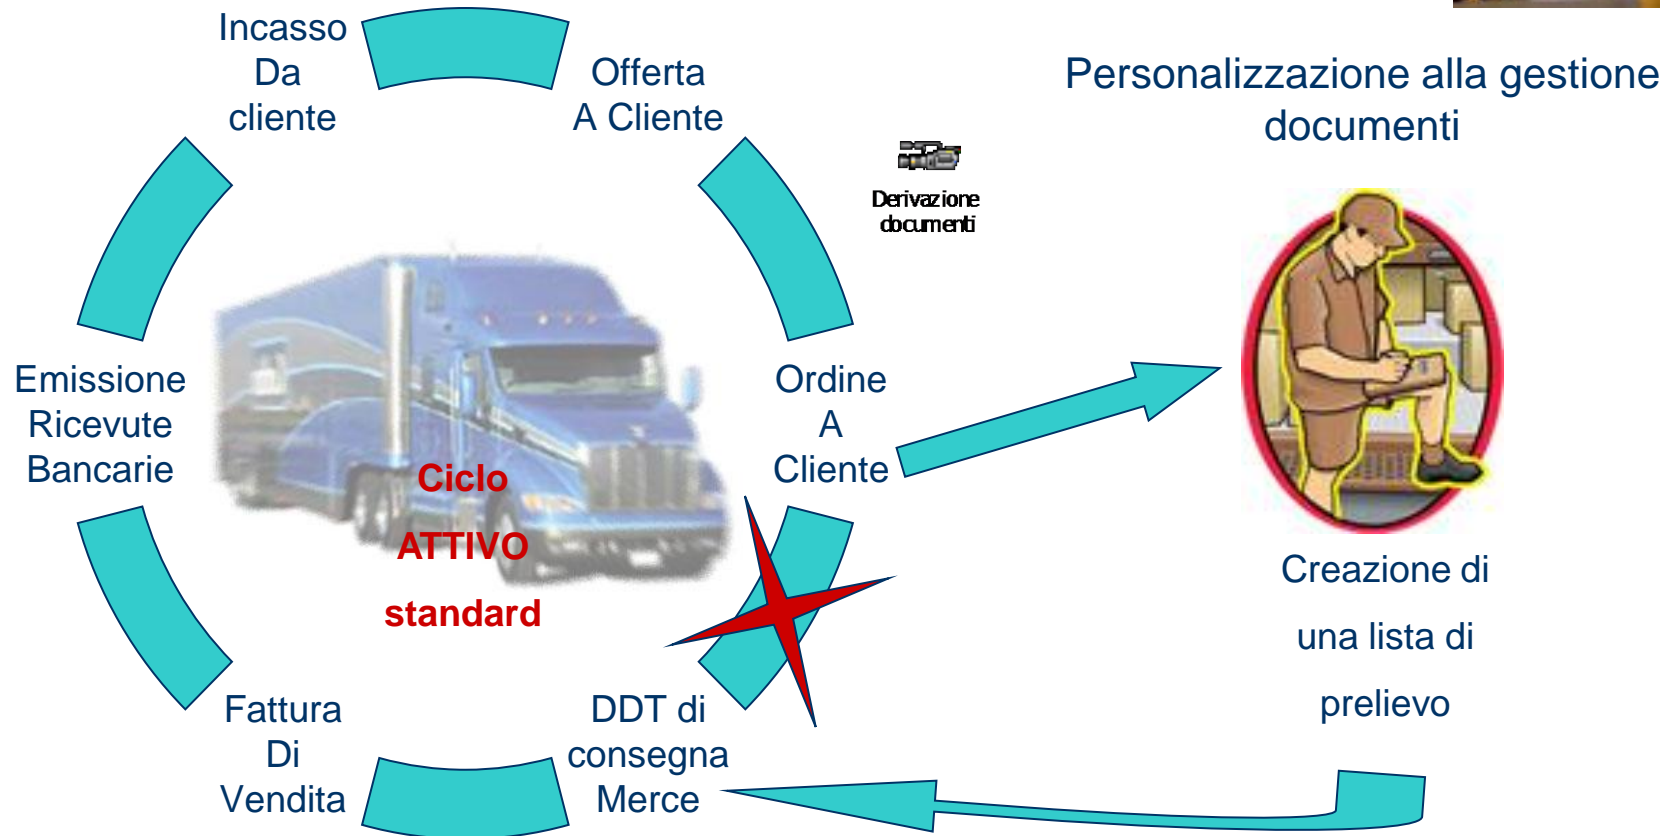 Incasso
Da
cliente
Offerta
A Cliente
Personalizzazione alla gestione
documenti
Derivazione
documenti
Emissione
Ricevute
Bancarie
Ordine
A
Cliente
Ciclo
ATTIVO
standard
Creazione di
una lista di
prelievo
Fattura
Di
Vendita
DDT di
consegna
Merce